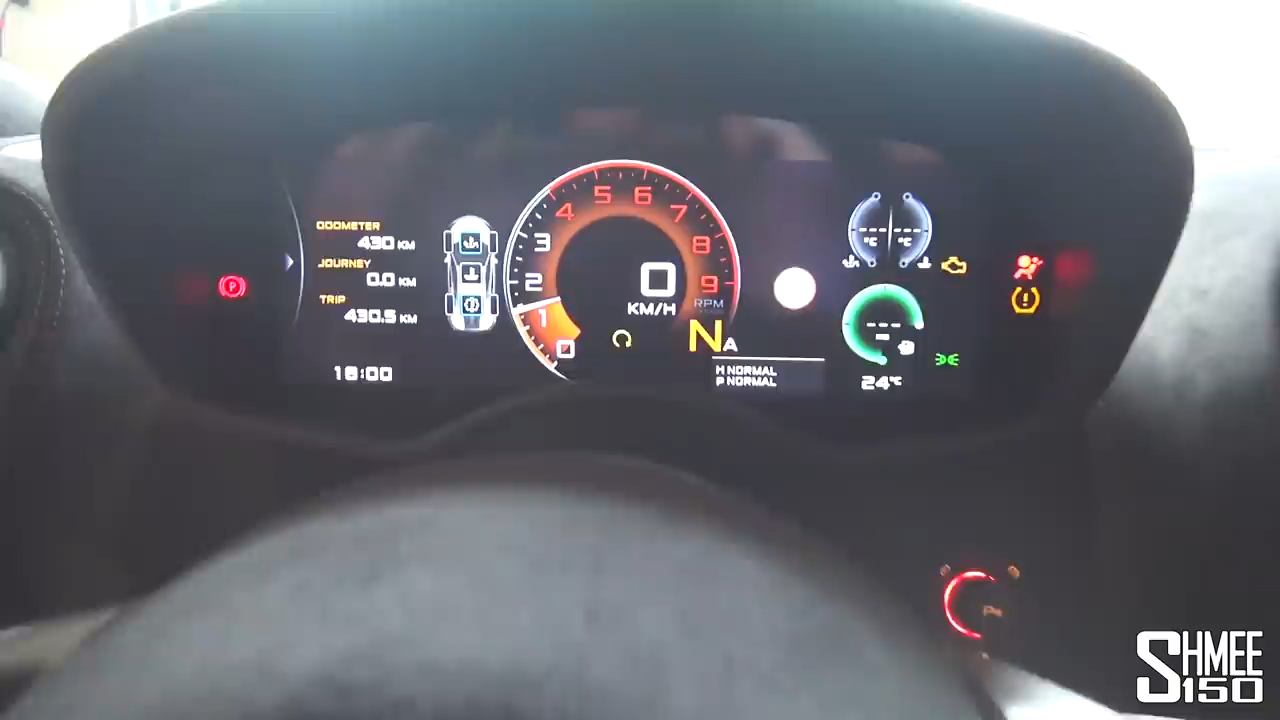 ODOMETER
430 KM
JOURNEY
0.0 KM
TRIP
430.5 KM
18:00
0 1 2 3 4 5 6 7 8 9
RPM
0
KM/H
NA
H NORMAL
P NORMAL
--- ---
°C °C
---
24°C
P
SHMEE
150